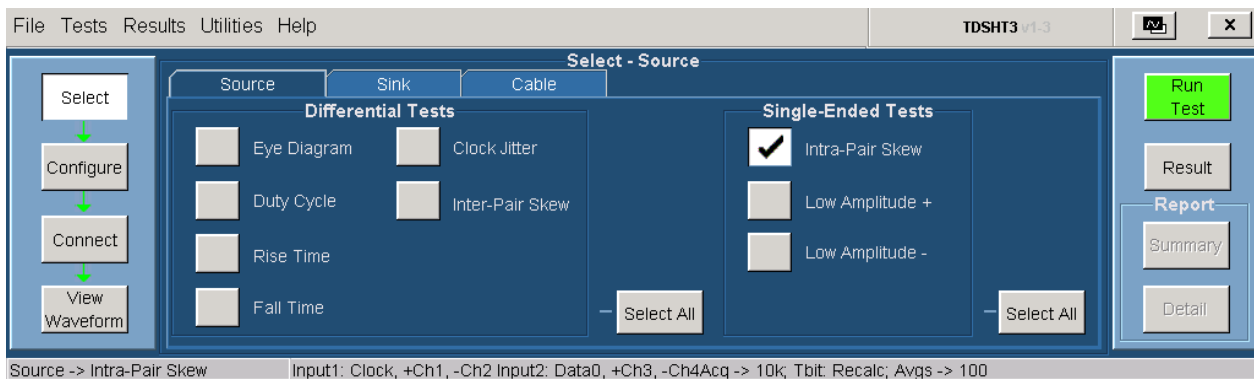 File Tests Results Utilities Help
TDSHT3 v1.3
Select - Source
Select
Configure
Connect
View
Waveform
Source Sink Cable
Differential Tests
Eye Diagram Clock Jitter
Duty Cycle Inter-Pair Skew
Rise Time
Fall Time
Select All
Single-Ended Tests
Intra-Pair Skew
Low Amplitude +
Low Amplitude -
Select All
Run
Test
Result
Report
Summary
Detail
Source -> Intra-Pair Skew Input1: Clock, +Ch1, -Ch2 Input2: Data0, +Ch3, -Ch4Acq -> 10k; Tbit: Recalc; Avgs -> 100